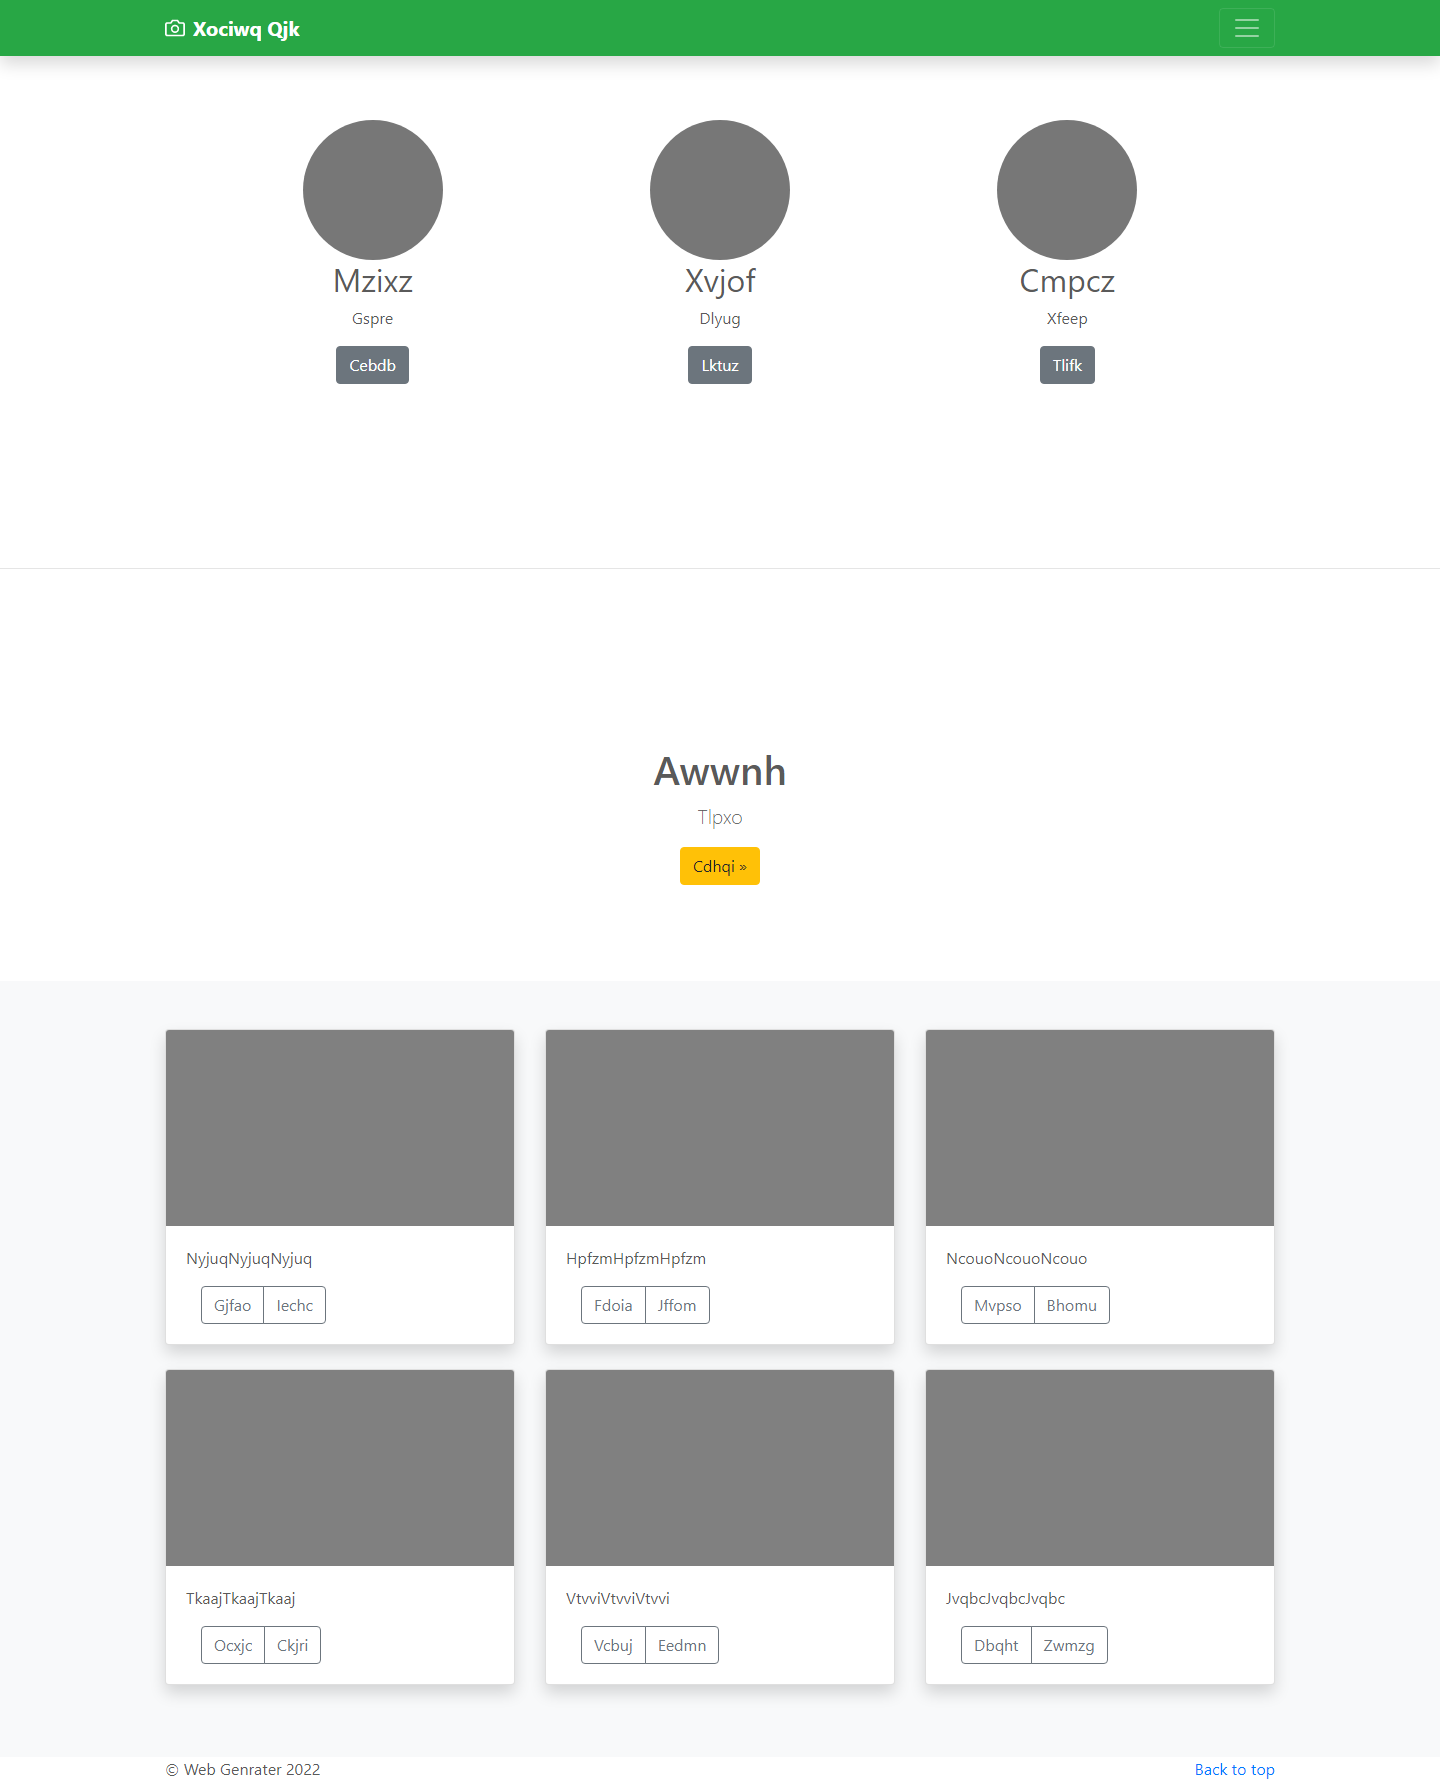 Xociwq Qjk
Mzixz
Xvjof
Cmpcz
Gspre
Dlyug
Xfeep
Cebdb
Lktuz
Tlifk
Awwnh
Tlpxo
Cdhqi »
NyjuqNyjuqNyjuq
HpfzmHpfzmHpfzm
NcouoNcouoNcouo
Gjfao Iechc
Fdoia Jffom
Mvpso Bhomu
TkaajTkaajTkaaj
VtvviVtvviVtvvi
JvqbcJvqbcJvqbc
Ocxjc Ckjri
Vcbuj Eedmn
Dbqht Zwmzg
© Web Genrater 2022
Back to top